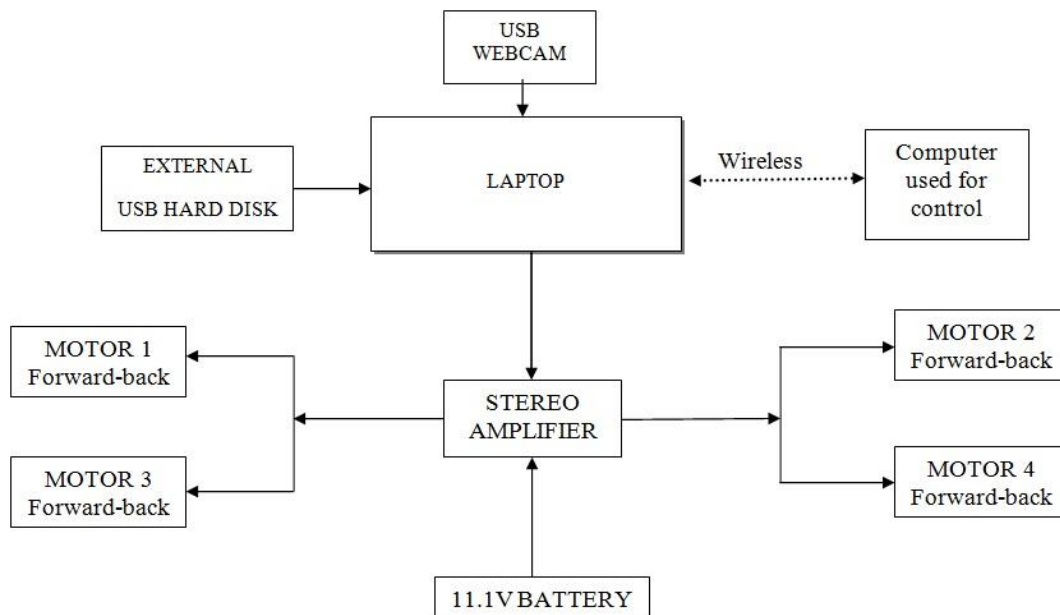 USB
WEBCAM
EXTERNAL
USB HARD DISK
LAPTOP
Wireless
Computer
used for
control
MOTOR 1
Forward-back
MOTOR 2
Forward-back
STEREO
AMPLIFIER
MOTOR 3
Forward-back
MOTOR 4
Forward-back
11.1V BATTERY